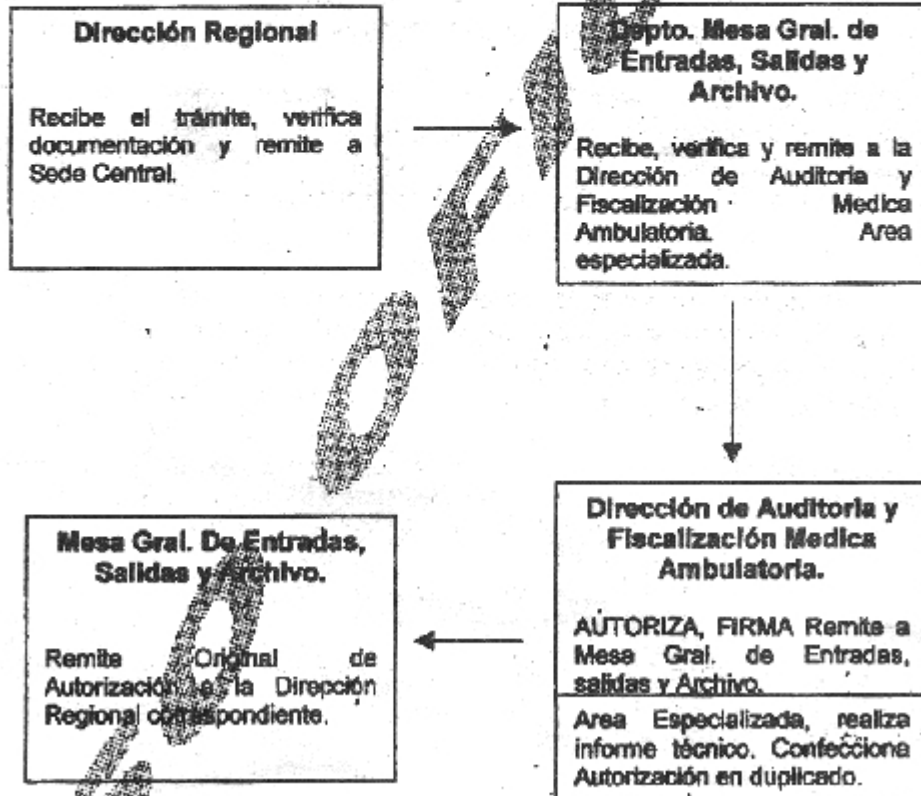 Dirección Regional
Recibe el trámite, verifica
documentación y remite a
Sede Central.
Depto. Mesa Gral. de
Entradas, Salidas y
Archivo.
Recibe, verifica y remite a la
Dirección de Auditoria y
Fiscalización Medica
Ambulatoria. Area
especializada.
Dirección de Auditoria y
Fiscalización Medica
Ambulatoria.
AUTORIZA, FIRMA Remite a
Mesa Gral. de Entradas,
salidas y Archivo.
Area Especializada, realiza
informe técnico. Confecciona
Autorización en duplicado.
Mesa Gral. De Entradas,
Salidas y Archivo.
Remite Original de
Autorización a la Dirección
Regional correspondiente.